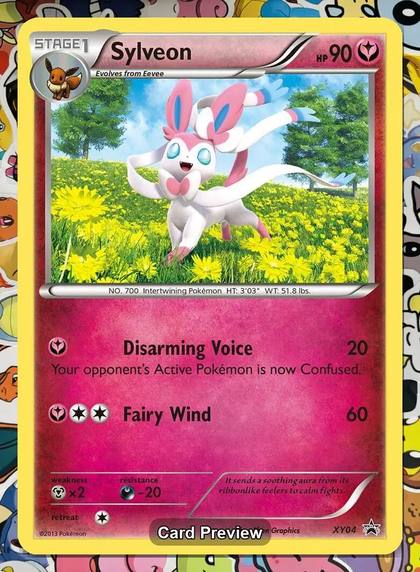 STAGE1
Sylveon
HP90
Evolves from Eevee
NO. 700 Intertwining Pokémon HT: 3'03" WT: 51.8 lbs.
Disarming Voice 20
Your opponent's Active Pokémon is now Confused.
Fairy Wind 60
weakness
×2
resistance
-20
retreat
It sends a soothing aura from its
ribbonlike feelers to calm fights.
©2013 Pokémon
Card Preview
Graphics
XY04